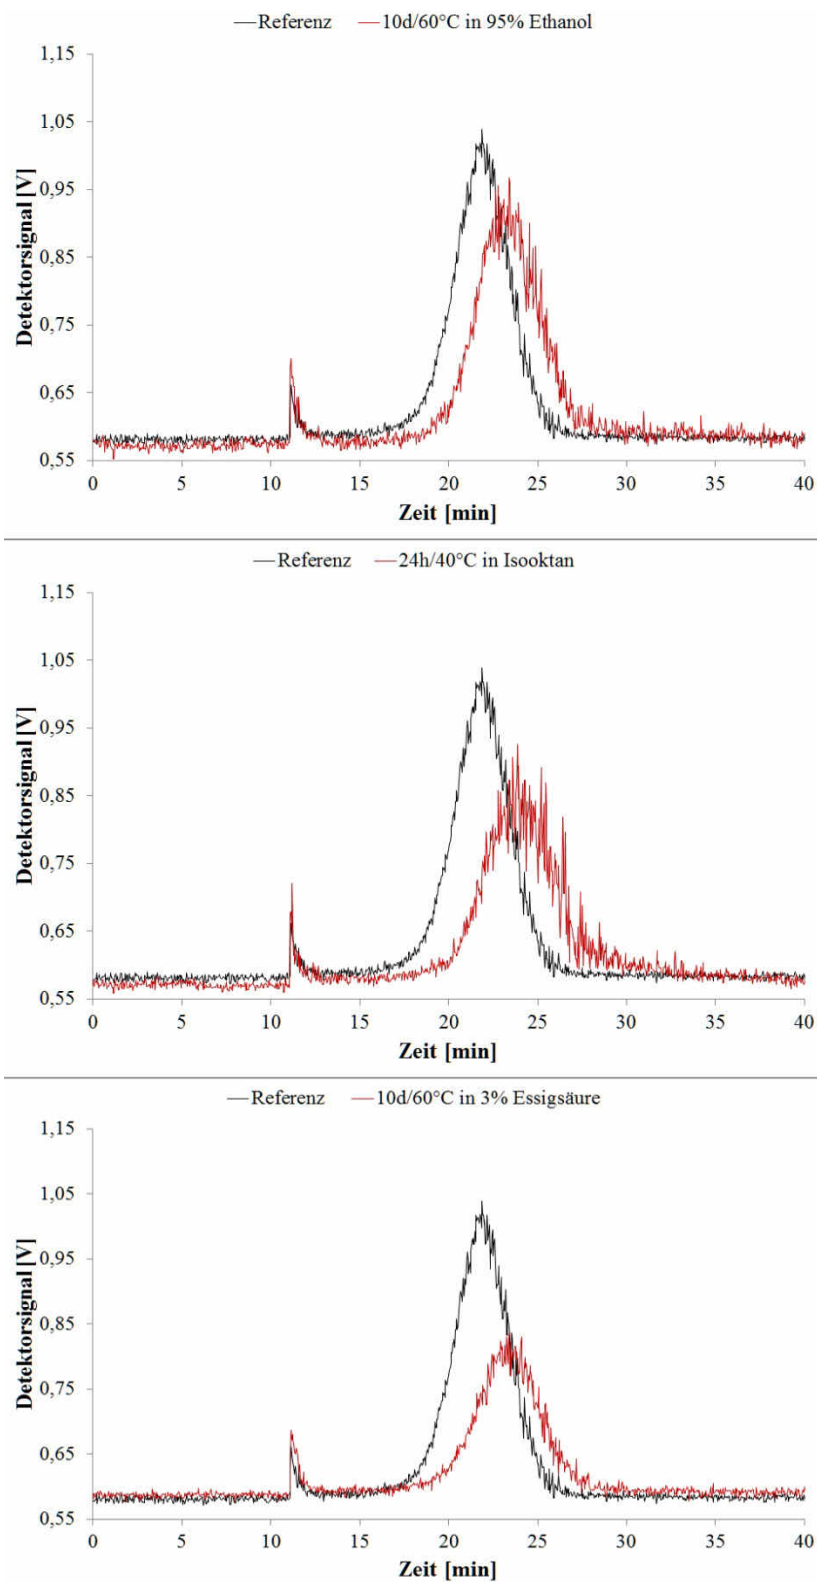 Referenz 10d/60°C in 95% Ethanol
1,15
1,05
0,95
0,85
0,75
0,65
0,55
Detektorsignal [V]
0 5 10 15 20 25 30 35 40
Zeit [min]
Referenz 24h/40°C in Isooktan
1,15
1,05
0,95
0,85
0,75
0,65
0,55
Detektorsignal [V]
0 5 10 15 20 25 30 35 40
Zeit [min]
Referenz 10d/60°C in 3% Essigsäure
1,15
1,05
0,95
0,85
0,75
0,65
0,55
Detektorsignal [V]
0 5 10 15 20 25 30 35 40
Zeit [min]